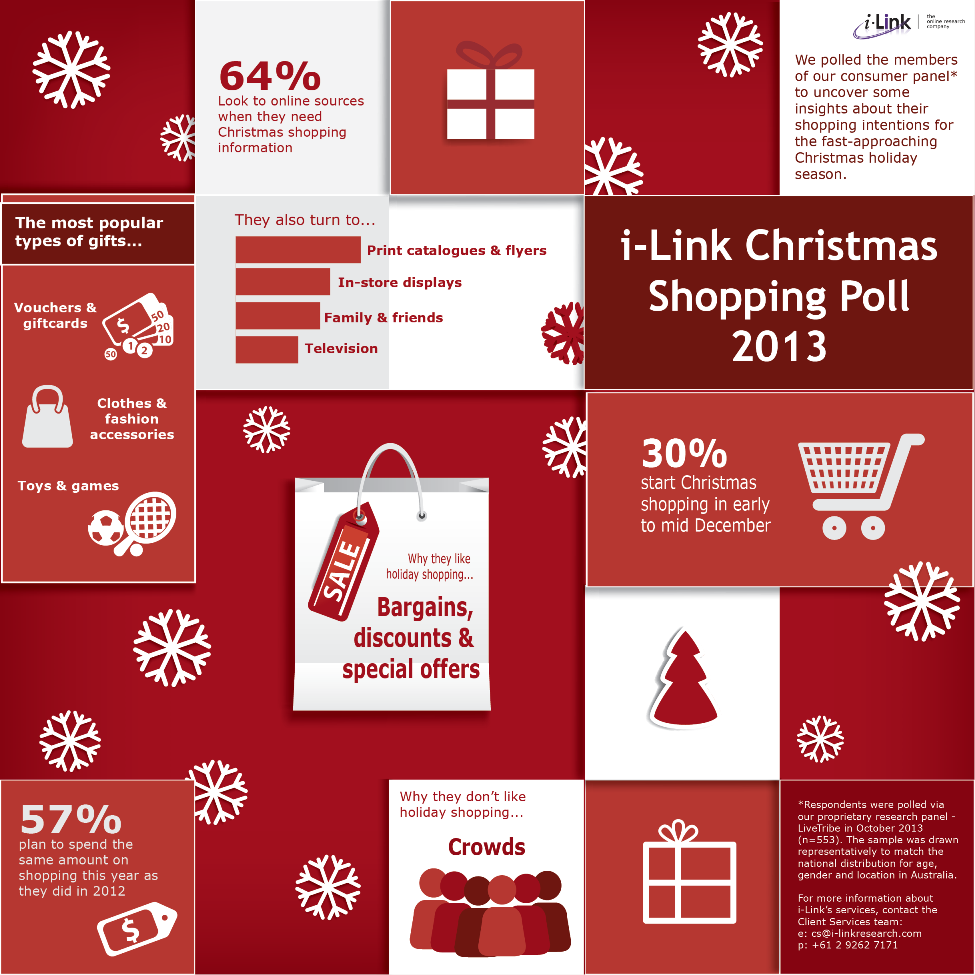 64%
Look to online sources
when they need
Christmas shopping
information
i-Link
the
online research
company
We polled the members
of our consumer panel*
to uncover some
insights about their
shopping intentions for
the fast-approaching
Christmas holiday
season.
The most popular
types of gifts...
Vouchers &
giftcards
$
50
20
10
50
1
2
Clothes &
fashion
accessories
Toys & games
They also turn to...
Print catalogues & flyers
In-store displays
Family & friends
Television
i-Link Christmas
Shopping Poll
2013
30%
start Christmas
shopping in early
to mid December
SALE
Why they like
holiday shopping...
Bargains,
discounts &
special offers
57%
plan to spend the
same amount on
shopping this year as
they did in 2012
$
Why they don't like
holiday shopping...
Crowds
*Respondents were polled via
our proprietary research panel -
LiveTribe in October 2013
(n=553). The sample was drawn
representatively to match the
national distribution for age,
gender and location in Australia.
For more information about
i-Link's services, contact the
Client Services team:
e: cs@i-linkresearch.com
p: +61 2 9262 7171